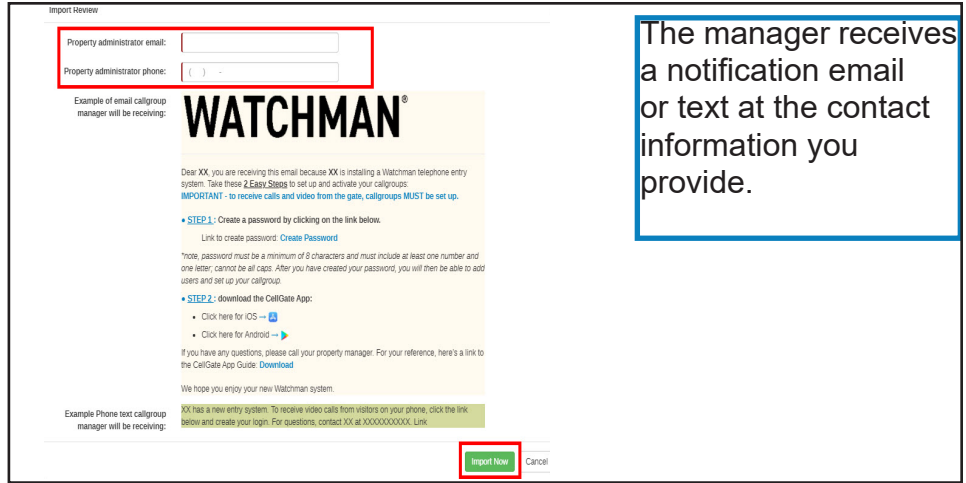 Import Review
Property administrator email:
Property administrator phone:
( ) -
Example of email callgroup
manager will be receiving:
WATCHMAN®
Dear XX, you are receiving this email because XX is installing a Watchman telephone entry
system. Take these 2 Easy Steps to set up and activate your callgroups:
IMPORTANT - to receive calls and video from the gate, callgroups MUST be set up.
• STEP 1 : Create a password by clicking on the link below.
Link to create password: Create Password
*note, password must be a minimum of 8 characters and must include at least one number and
one letter, cannot be all caps. After you have created your password, you will then be able to add
users and set up your callgroup.
• STEP 2 : download the CellGate App:
• Click here for iOS →
• Click here for Android →
If you have any questions, please call your property manager. For your reference, here's a link to
the CellGate App Guide: Download
We hope you enjoy your new Watchman system.
Example Phone text callgroup
manager will be receiving:
XX has a new entry system. To receive video calls from visitors on your phone, click the link
below and create your login. For questions, contact XX at XXXXXXXXXX. Link
Import Now
Cancel
The manager receives
a notification email
or text at the contact
information you
provide.